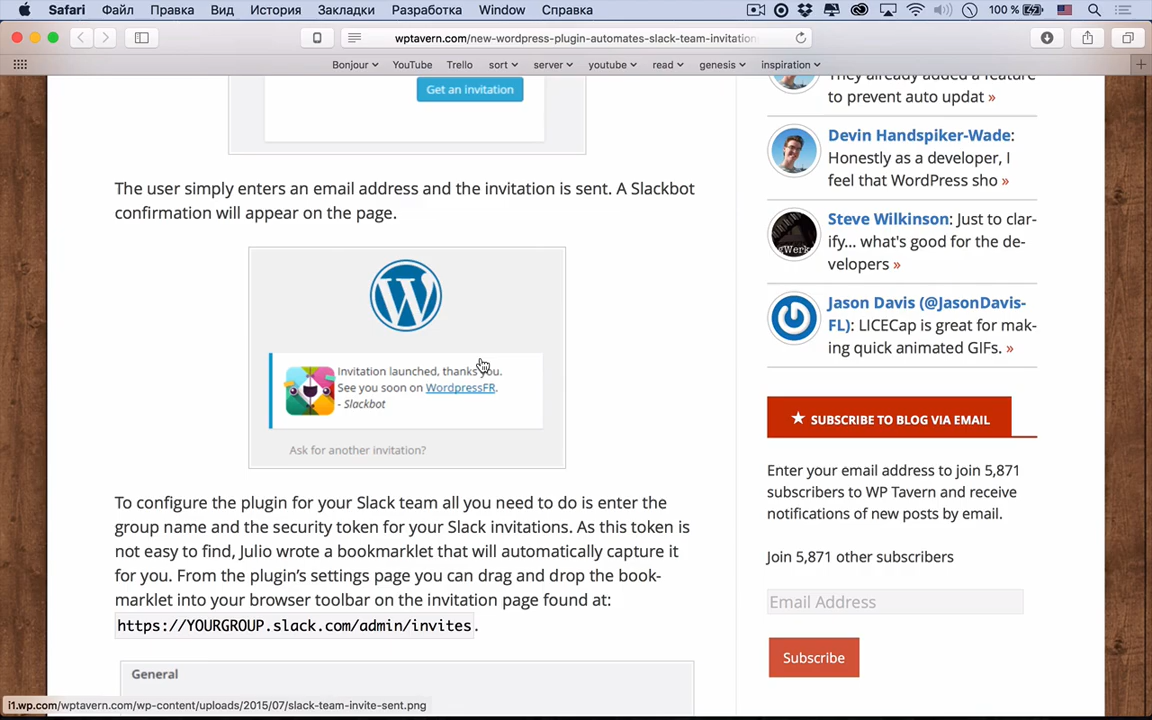 Safari Файл Правка Вид История Закладки Разработка Window Справка 100 %
wptavern.com/new-wordpress-plugin-automates-slack-team-invitation
Bonjour YouTube Trello sort server youtube read genesis inspiration
Get an invitation
The user simply enters an email address and the invitation is sent. A Slackbot
confirmation will appear on the page.
Invitation launched, thanks you.
See you soon on WordpressFR.
- Slackbot
Ask for another invitation?
To configure the plugin for your Slack team all you need to do is enter the
group name and the security token for your Slack invitations. As this token is
not easy to find, Julio wrote a bookmarklet that will automatically capture it
for you. From the plugin’s settings page you can drag and drop the book-
marklet into your browser toolbar on the invitation page found at:
https://YOURGROUP.slack.com/admin/invites.
General
They already added a feature
to prevent auto updat »
Devin Handspiker-Wade:
Honestly as a developer, I
feel that WordPress sho »
Steve Wilkinson: Just to clar-
ify... what's good for the de-
velopers »
Jason Davis (@JasonDavis-
FL): LICECap is great for mak-
ing quick animated GIFs. »
★ SUBSCRIBE TO BLOG VIA EMAIL
Enter your email address to join 5,871
subscribers to WP Tavern and receive
notifications of new posts by email.
Join 5,871 other subscribers
Email Address
Subscribe
i1.wp.com/wptavern.com/wp-content/uploads/2015/07/slack-team-invite-sent.png